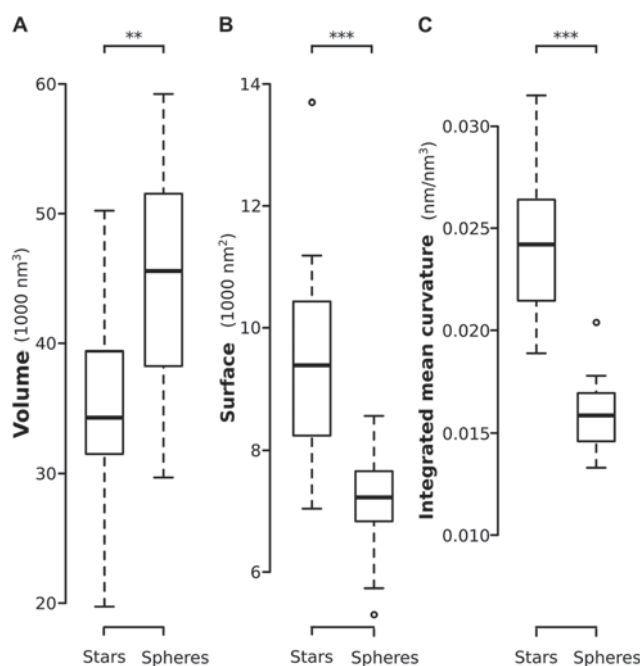 A
**
Volume (1000 nm³)
60
50
40
30
20
Stars Spheres
B
***
Surface (1000 nm²)
14
12
10
8
6
Stars Spheres
C
***
Integrated mean curvature (nm/nm³)
0.030
0.025
0.020
0.015
0.010
Stars Spheres